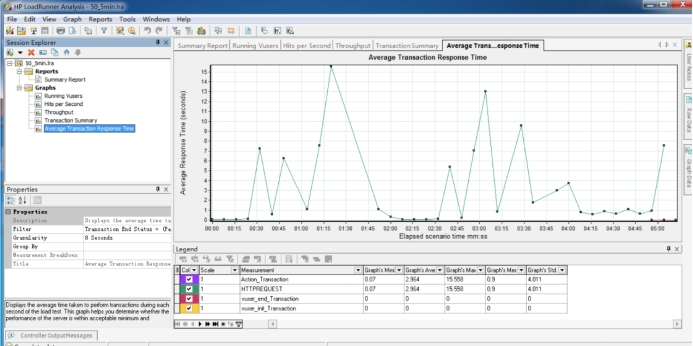 HP LoadRunner Analysis - 50_5min.lra
File Edit View Graph Reports Tools Windows Help
Session Explorer
50_5min.lra
Reports
Summary Report
Graphs
Running Vusers
Hits per Second
Throughput
Transaction Summary
Average Transaction Response Time
Properties
Properties
Description Displays the average time ta
Filter Transaction End Status = (Pa
Granularity 8 Seconds
Group By
Measurement Breakdown
Title Average Transaction Response
Displays the average time taken to perform transactions during each
second of the load test. This graph helps you determine whether the
performance of the server is within acceptable minimum and
Summary Report Running Vusers Hits per Second Throughput Transaction Summary Average Trans...esponse Time
Average Transaction Response Time
Average Response Time (seconds)
15
14
13
12
11
10
9
8
7
6
5
4
3
2
1
0
00:00 00:15 00:30 00:45 01:00 01:15 01:30 01:45 02:00 02:15 02:30 02:45 03:00 03:15 03:30 03:45 04:00 04:15 04:30 04:45 05:00
Elapsed scenario time mm:ss
User Notes
Raw Data
Graph Data
Legend
Col Scale Measurement Graph's Mini Graph's Ave Graph's Max Graph's Med Graph's Std.
1 Action_Transaction 0.07 2.964 15.558 0.9 4.011
1 HTTPREQUEST 0.07 2.964 15.558 0.9 4.011
1 vuser_end_Transaction 0 0 0 0 0
1 vuser_init_Transaction 0 0 0 0 0
Controller Output Messages